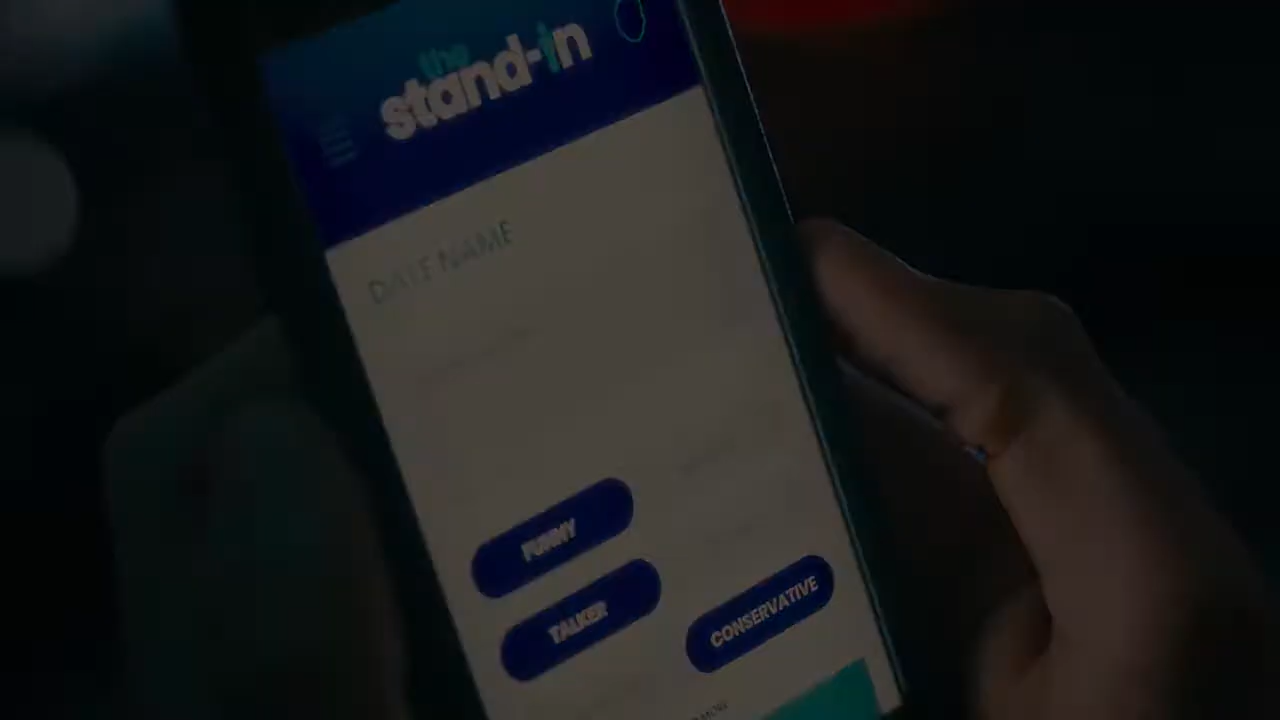 the
stand-in
DATE NAME
FUNNY
TALKER
CONSERVATIVE